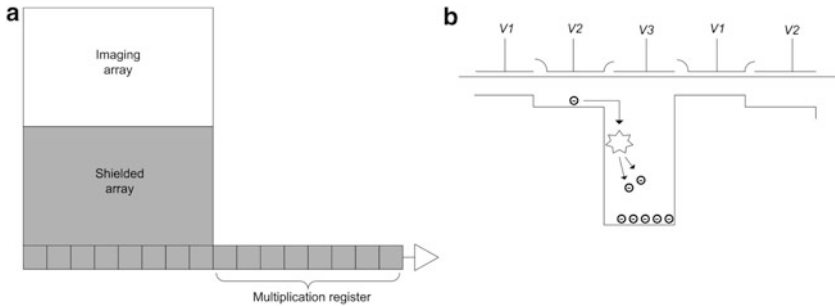 a
Imaging
array
Shielded
array
Multiplication register
b
V1 V2 V3 V1 V2